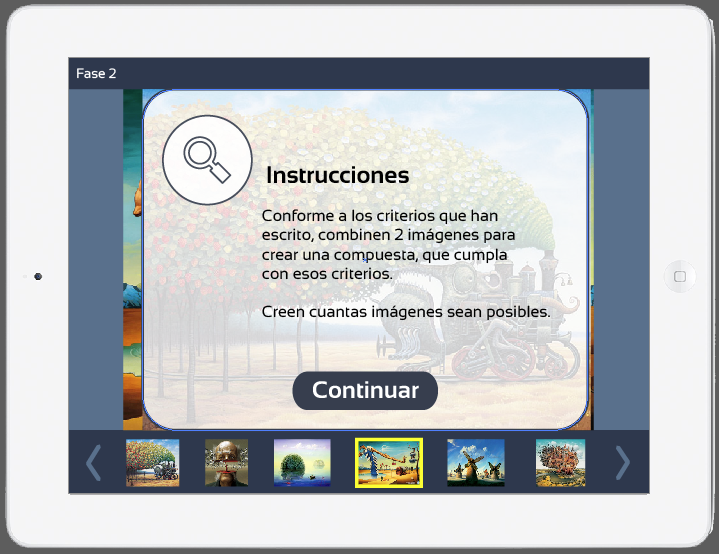 Fase 2
Instrucciones
Conforme a los criterios que han
escrito, combinen 2 imágenes para
crear una compuesta, que cumpla
con esos criterios.
Creen cuantas imágenes sean posibles.
Continuar